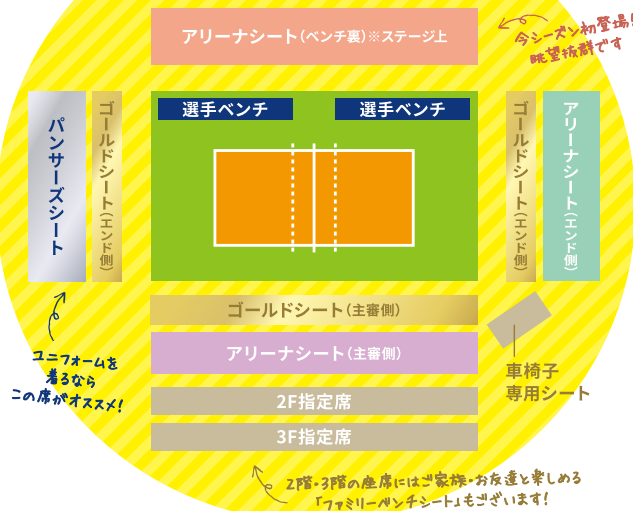 アリーナシート(ベンチ裏)※ステージ上
今シーズン初登場!
眺望抜群です
選手ベンチ
選手ベンチ
パンサーズシート
ゴールドシート(エンド側)
ゴールドシート(エンド側)
アリーナシート(エンド側)
ゴールドシート(主審側)
アリーナシート(主審側)
2F指定席
3F指定席
車椅子
専用シート
ユニフォームを
着るなら
この席がオススメ!
2階・3階の座席にはご家族・お友達と楽しめる
「ファミリーベンチシート」もございます!